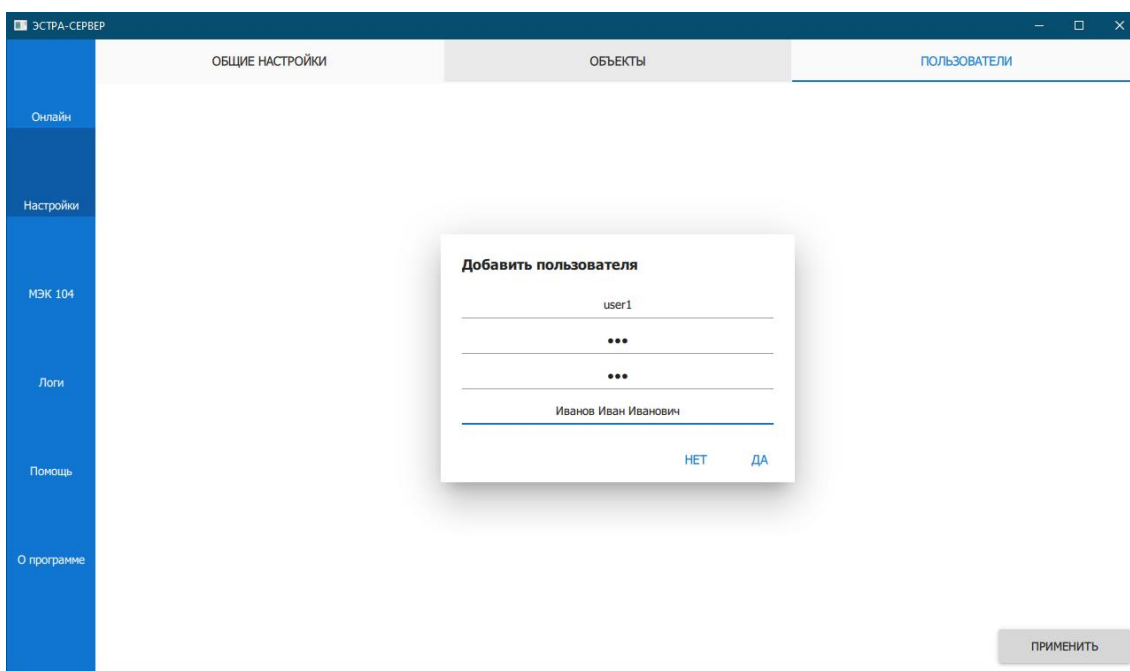 ЭСТРА-СЕРВЕР
ОБЩИЕ НАСТРОЙКИ
ОБЪЕКТЫ
ПОЛЬЗОВАТЕЛИ
Онлайн
Настройки
МЭК 104
Логи
Помощь
О программе
Добавить пользователя
user1
•••
•••
Иванов Иван Иванович
НЕТ ДА
ПРИМЕНИТЬ